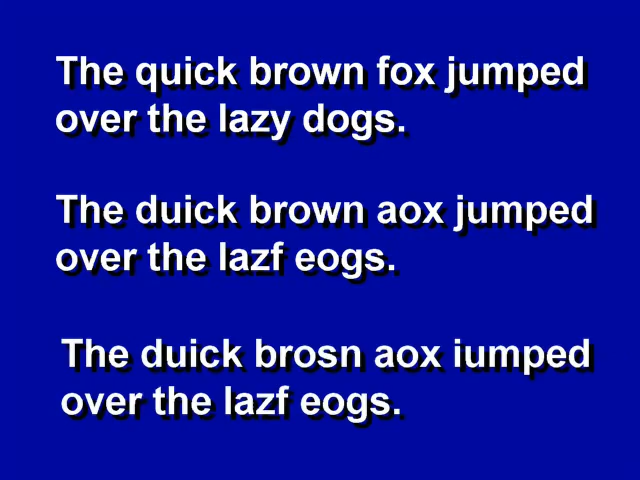 The quick brown fox jumped
over the lazy dogs.
The duick brown aox jumped
over the lazf eogs.
The duick brosn aox iumped
over the lazf eogs.